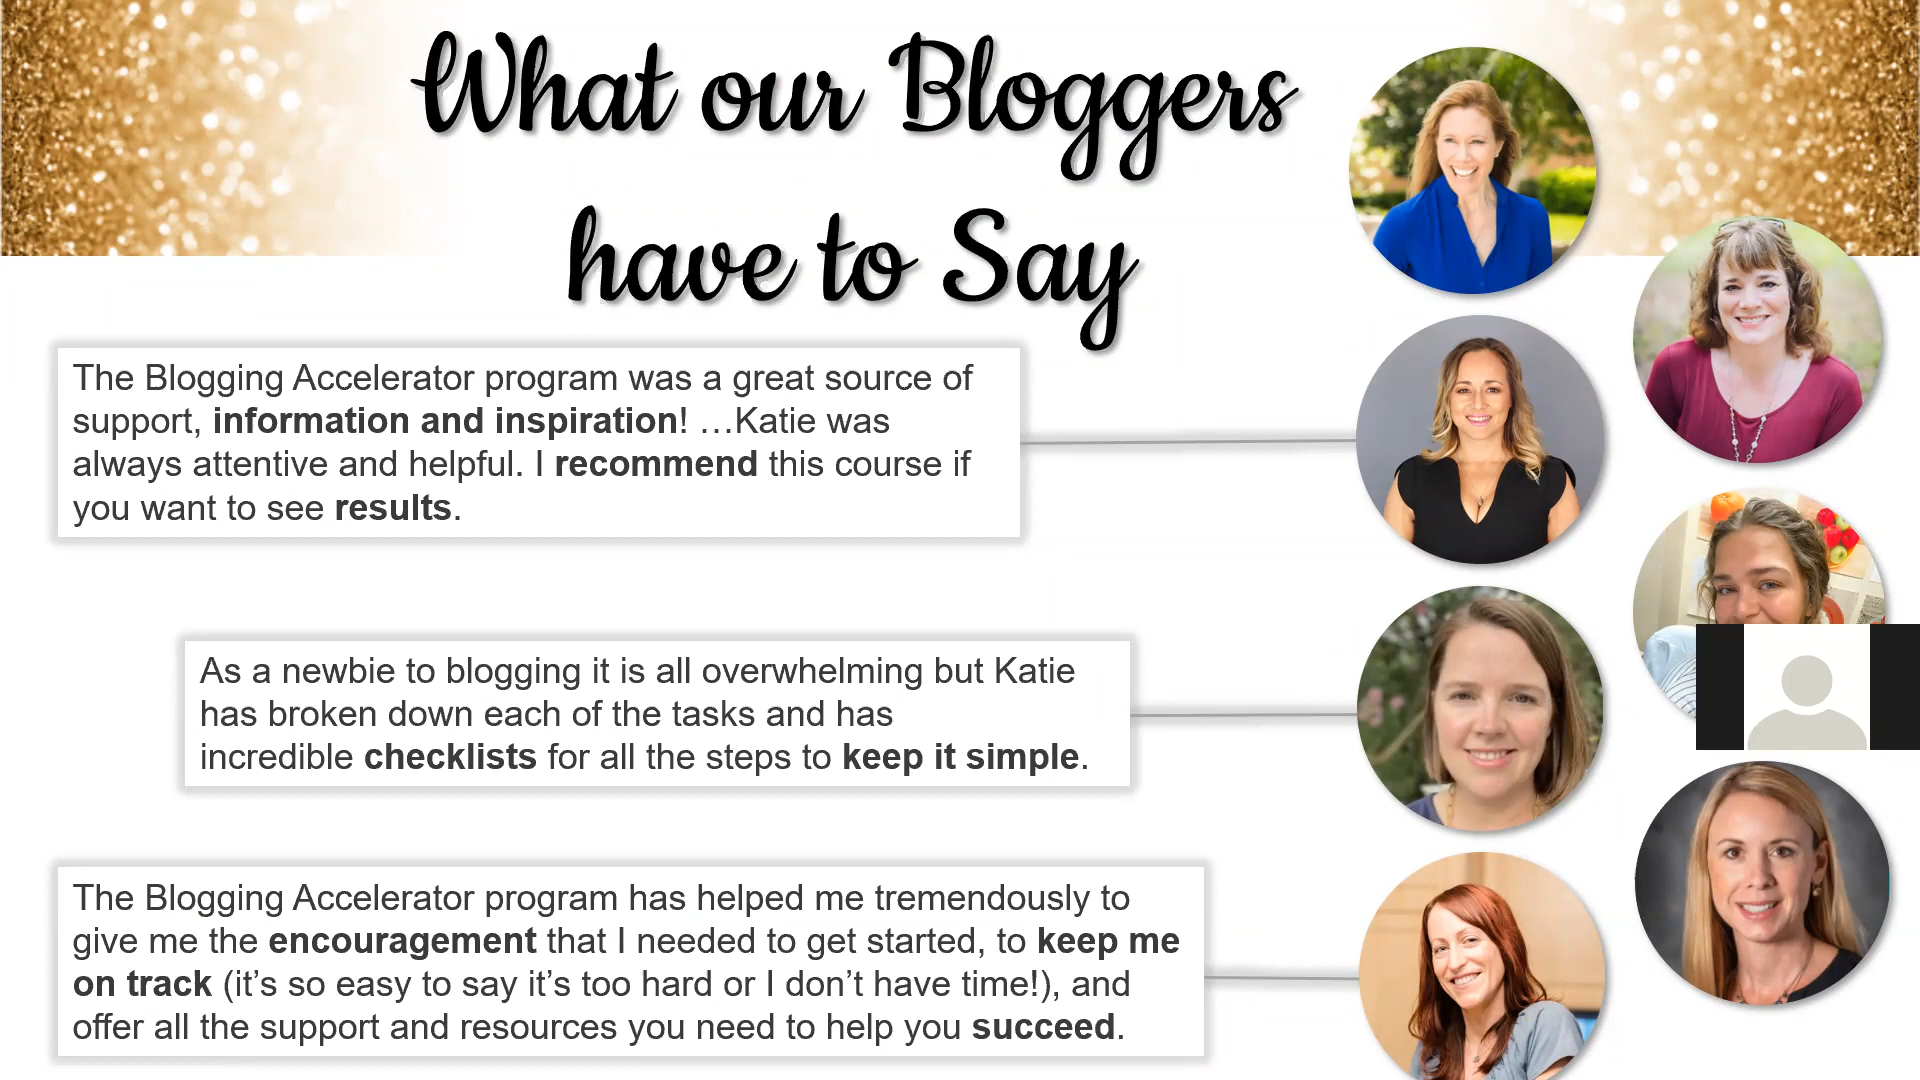 What our Bloggers
have to Say
The Blogging Accelerator program was a great source of
support, information and inspiration! …Katie was
always attentive and helpful. I recommend this course if
you want to see results.
As a newbie to blogging it is all overwhelming but Katie
has broken down each of the tasks and has
incredible checklists for all the steps to keep it simple.
The Blogging Accelerator program has helped me tremendously to
give me the encouragement that I needed to get started, to keep me
on track (it’s so easy to say it’s too hard or I don’t have time!), and
offer all the support and resources you need to help you succeed.